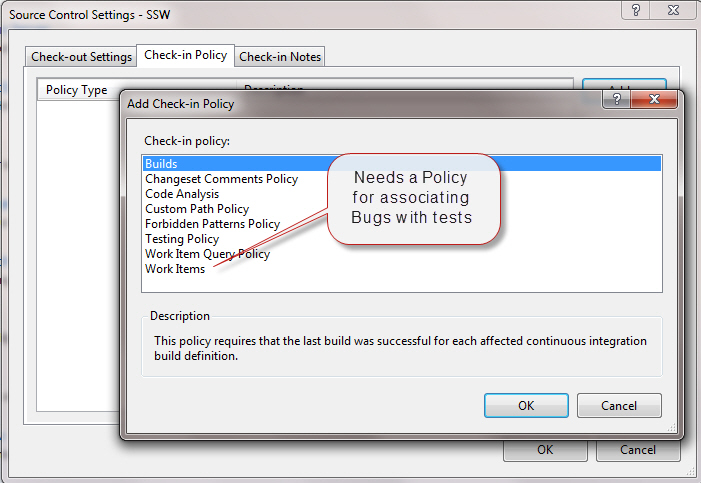 Source Control Settings - SSW
Check-out Settings
Check-in Policy
Check-in Notes
Policy Type
Description
Add Check-in Policy
Check-in policy:
Builds
Changeset Comments Policy
Code Analysis
Custom Path Policy
Forbidden Patterns Policy
Testing Policy
Work Item Query Policy
Work Items
Needs a Policy
for associating
Bugs with tests
Description
This policy requires that the last build was successful for each affected continuous integration
build definition.
OK
Cancel
OK
Cancel